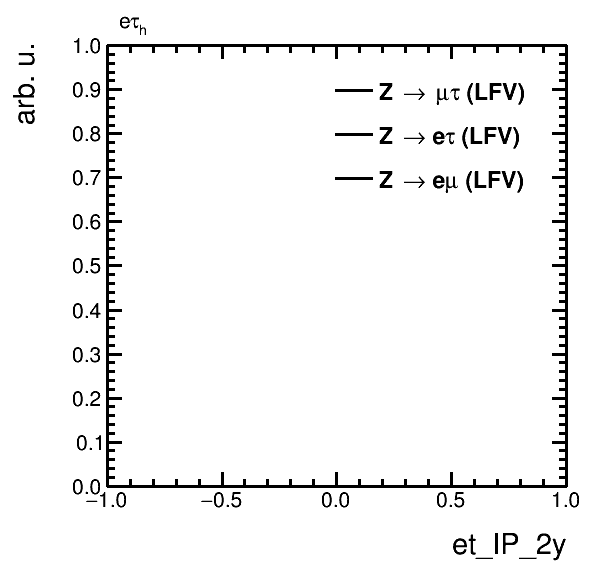 eτh
arb. u.
1.0
0.9
0.8
0.7
0.6
0.5
0.4
0.3
0.2
0.1
0.0
Z → μτ (LFV)
Z → eτ (LFV)
Z → eμ (LFV)
−1.0 −0.5 0.0 0.5 1.0
et_IP_2y